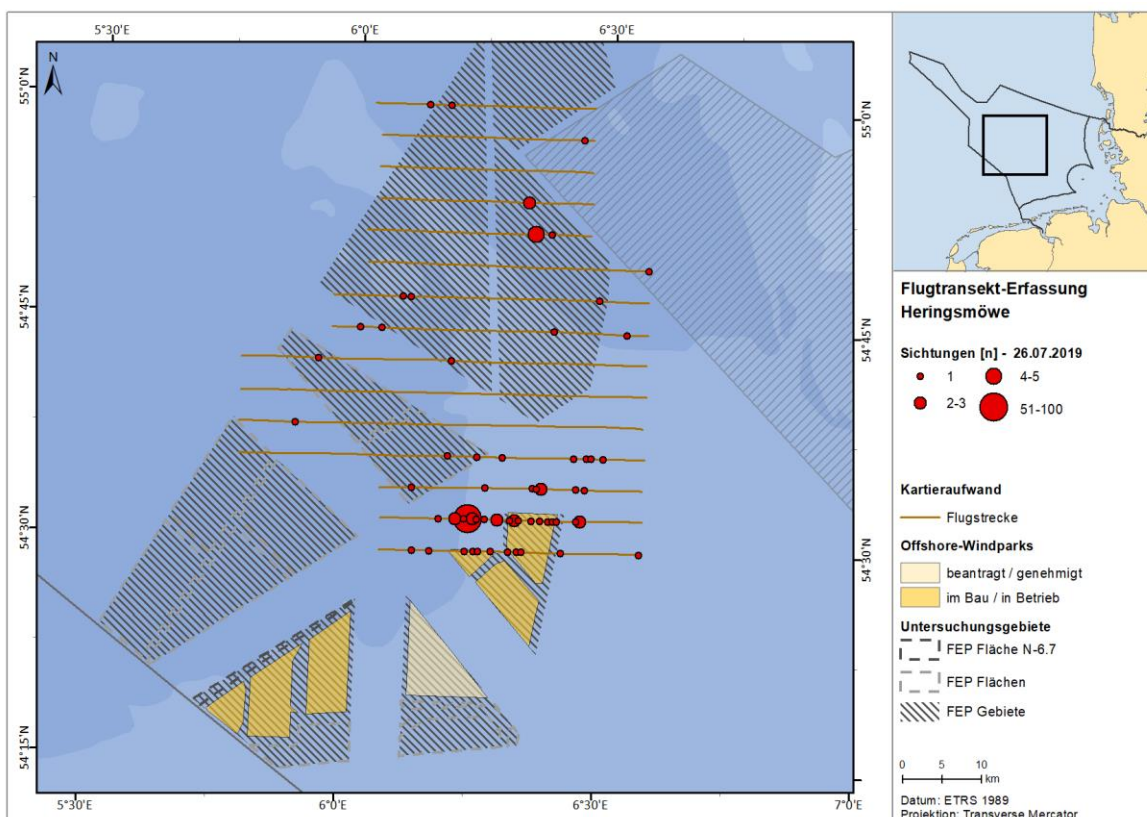 5°30'E
6°0'E
6°30'E
N
55°0'N
55°0'N
54°45'N
54°45'N
54°30'N
54°30'N
54°15'N
5°30'E
6°0'E
6°30'E
7°0'E
Flugtransekt-Erfassung
Heringsmöwe
Sichtungen [n] - 26.07.2019
1
4-5
2-3
51-100
Kartieraufwand
Flugstrecke
Offshore-Windparks
beantragt / genehmigt
im Bau / in Betrieb
Untersuchungsgebiete
FEP Fläche N-6.7
FEP Flächen
FEP Gebiete
0 5 10
km
Datum: ETRS 1989
Projektion: Transverse Mercator